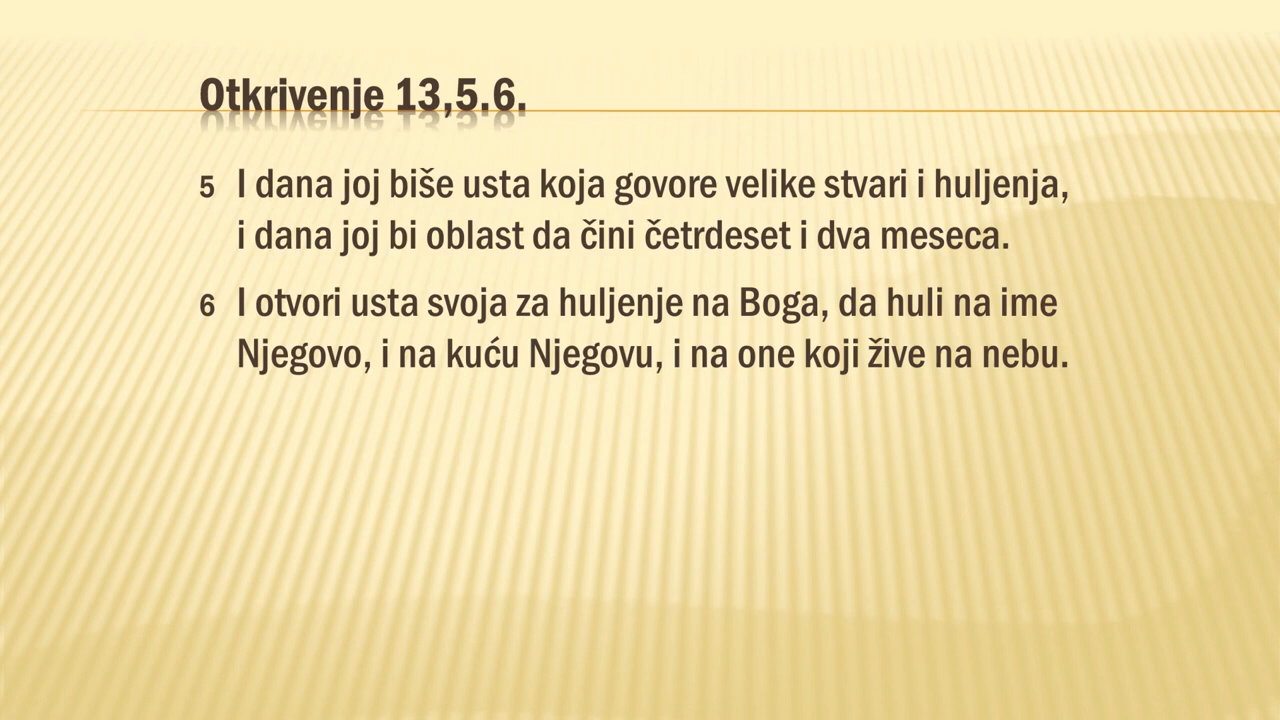 Otkrivenje 13,5.6.
5 I dana joj biše usta koja govore velike stvari i huljenja,
i dana joj bi oblast da čini četrdeset i dva meseca.
6 I otvori usta svoja za huljenje na Boga, da huli na ime
Njegovo, i na kuću Njegovu, i na one koji žive na nebu.